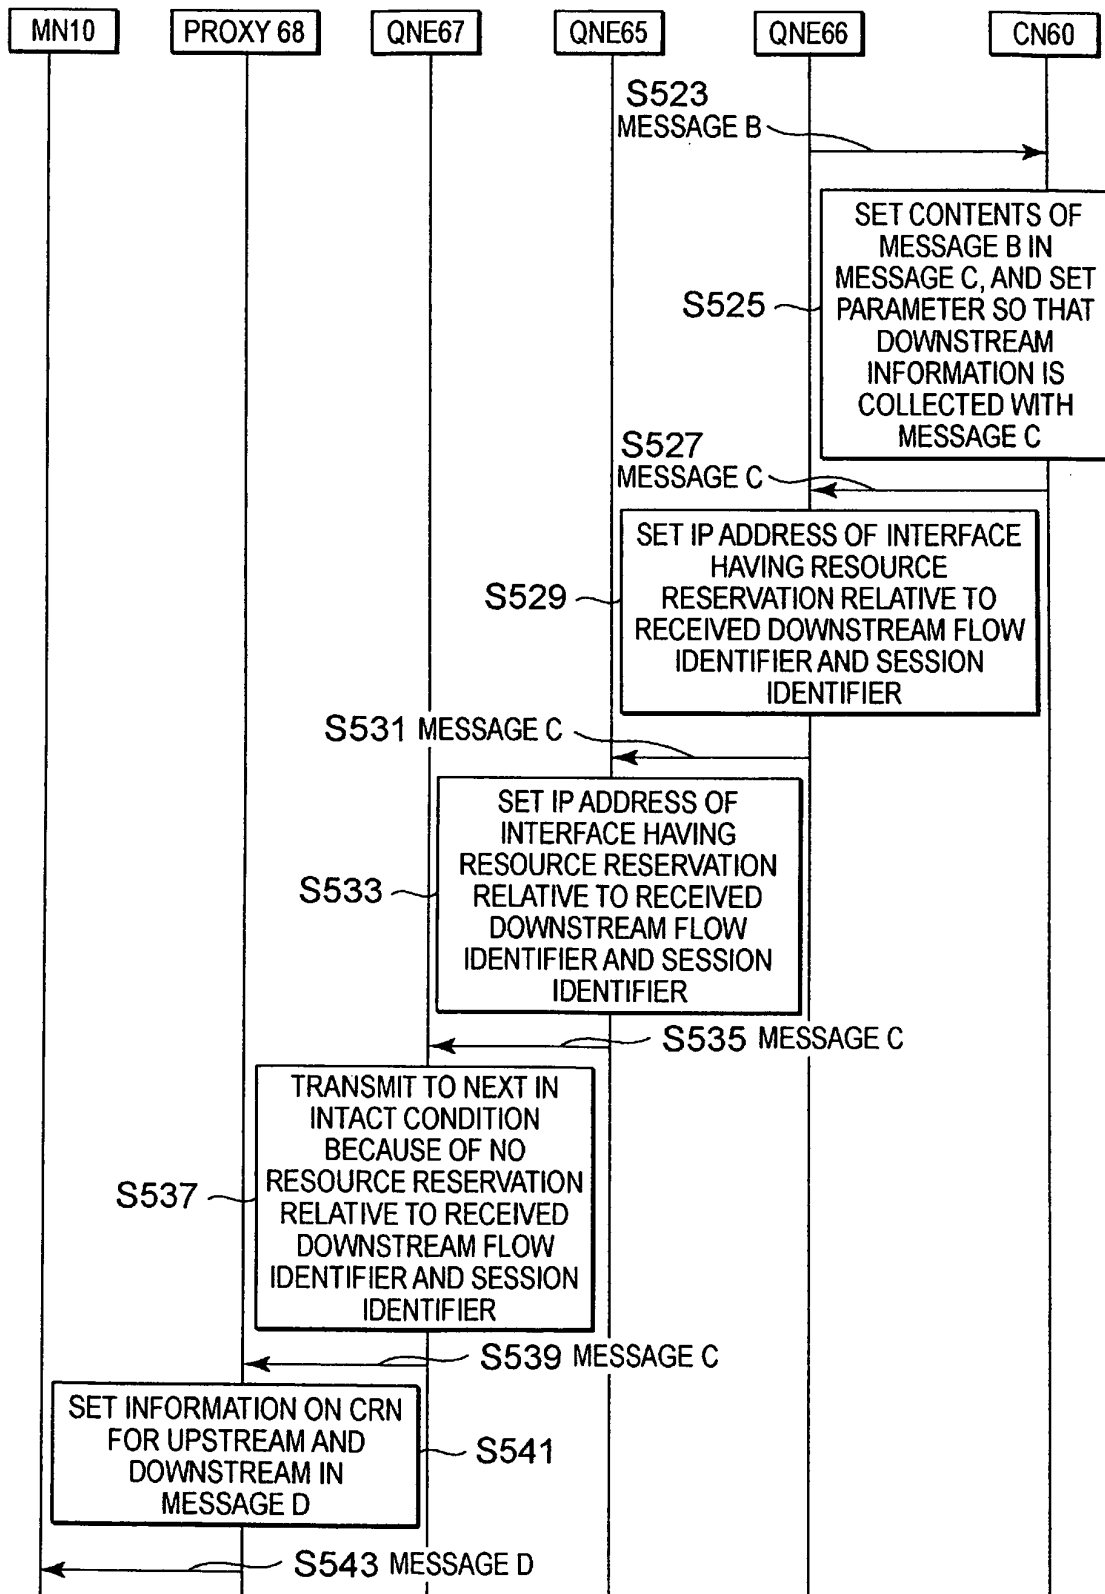 MN10
PROXY 68
QNE67
QNE65
QNE66
CN60
S523
MESSAGE B
SET CONTENTS OF
MESSAGE B IN
MESSAGE C, AND SET
PARAMETER SO THAT
DOWNSTREAM
INFORMATION IS
COLLECTED WITH
MESSAGE C
S525
S527
MESSAGE C
SET IP ADDRESS OF INTERFACE
HAVING RESOURCE
RESERVATION RELATIVE TO
RECEIVED DOWNSTREAM FLOW
IDENTIFIER AND SESSION
IDENTIFIER
S529
S531 MESSAGE C
SET IP ADDRESS OF
INTERFACE HAVING
RESOURCE RESERVATION
RELATIVE TO RECEIVED
DOWNSTREAM FLOW
IDENTIFIER AND SESSION
IDENTIFIER
S533
S535 MESSAGE C
TRANSMIT TO NEXT IN
INTACT CONDITION
BECAUSE OF NO
RESOURCE RESERVATION
RELATIVE TO RECEIVED
DOWNSTREAM FLOW
IDENTIFIER AND SESSION
IDENTIFIER
S537
S539 MESSAGE C
SET INFORMATION ON CRN
FOR UPSTREAM AND
DOWNSTREAM IN
MESSAGE D
S541
S543 MESSAGE D